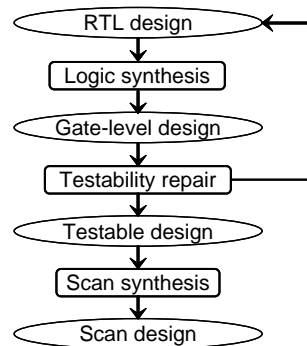 RTL design
Logic synthesis
Gate-level design
Testability repair
Testable design
Scan synthesis
Scan design